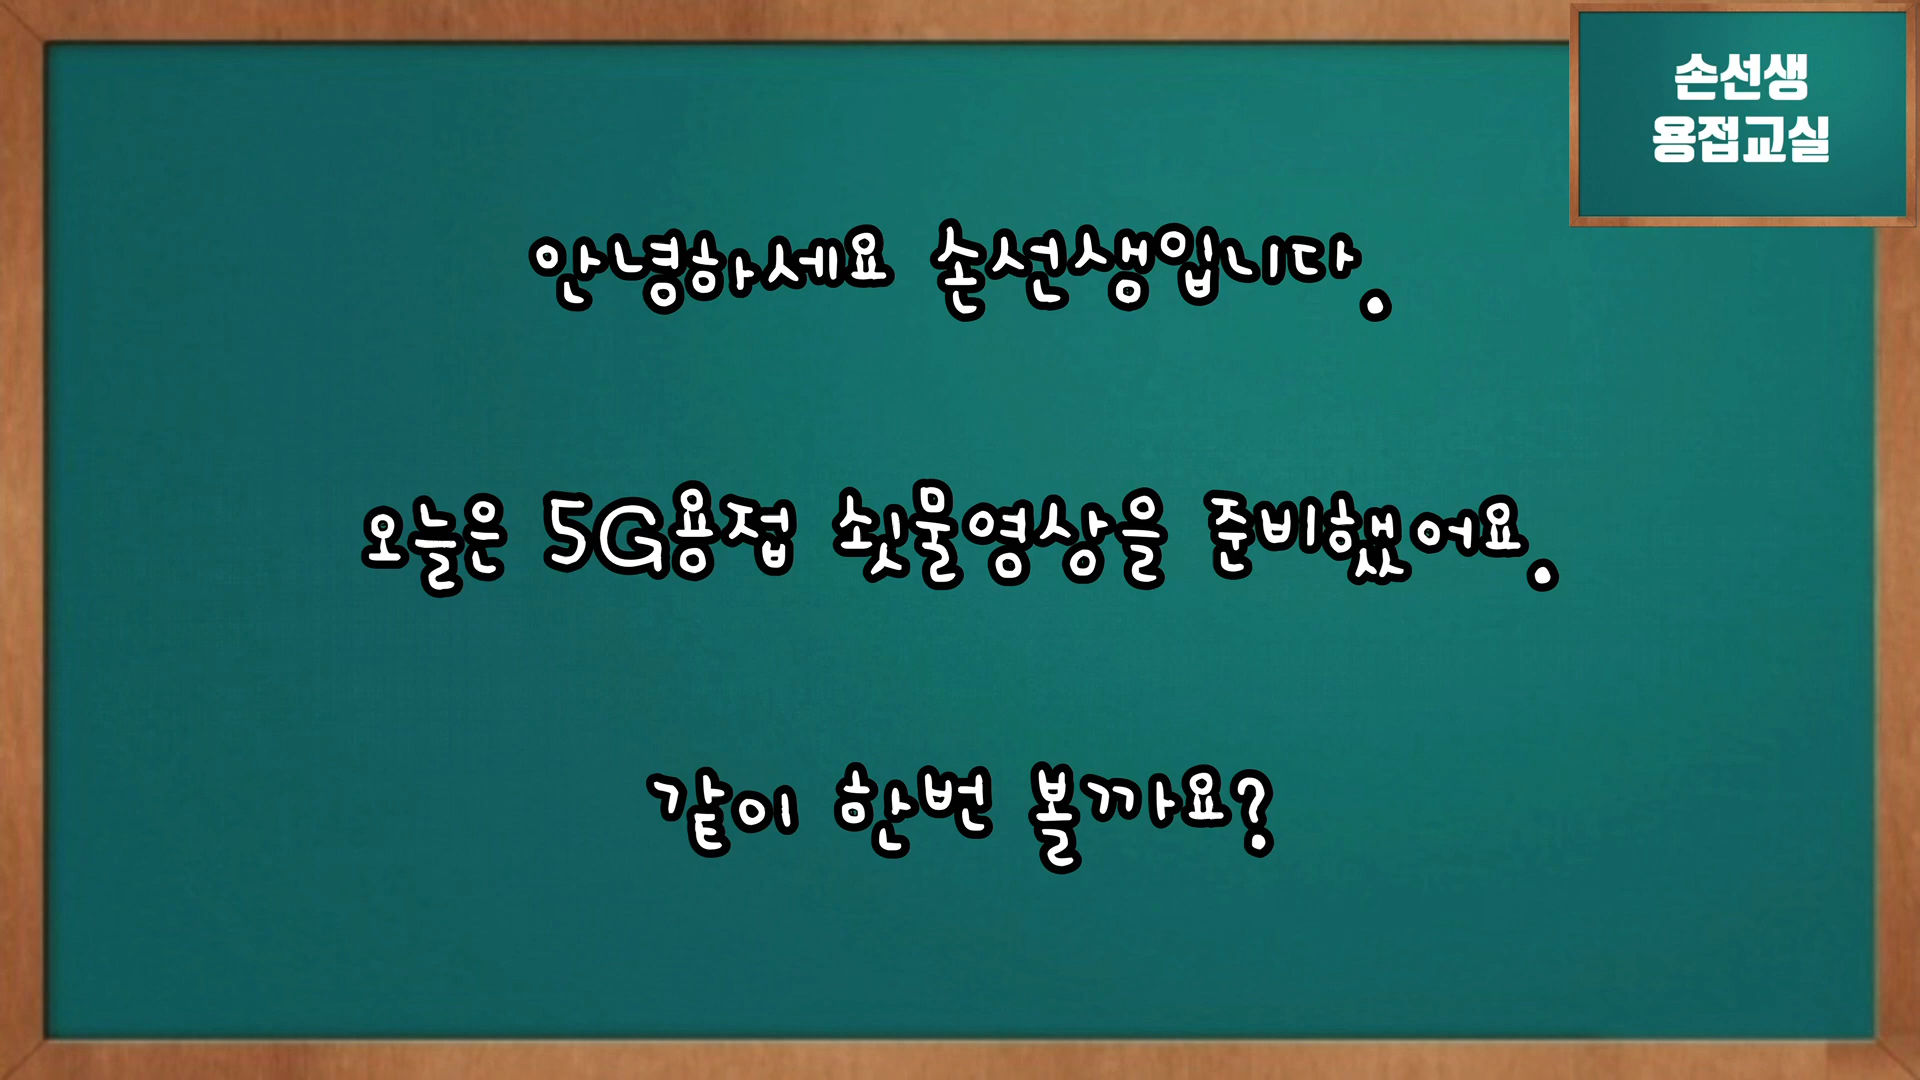 손선생
용접교실
안녕하세요 손선생입니다.
오늘은 5G용접 쇳물영상을 준비했어요.
같이 한번 볼까요?